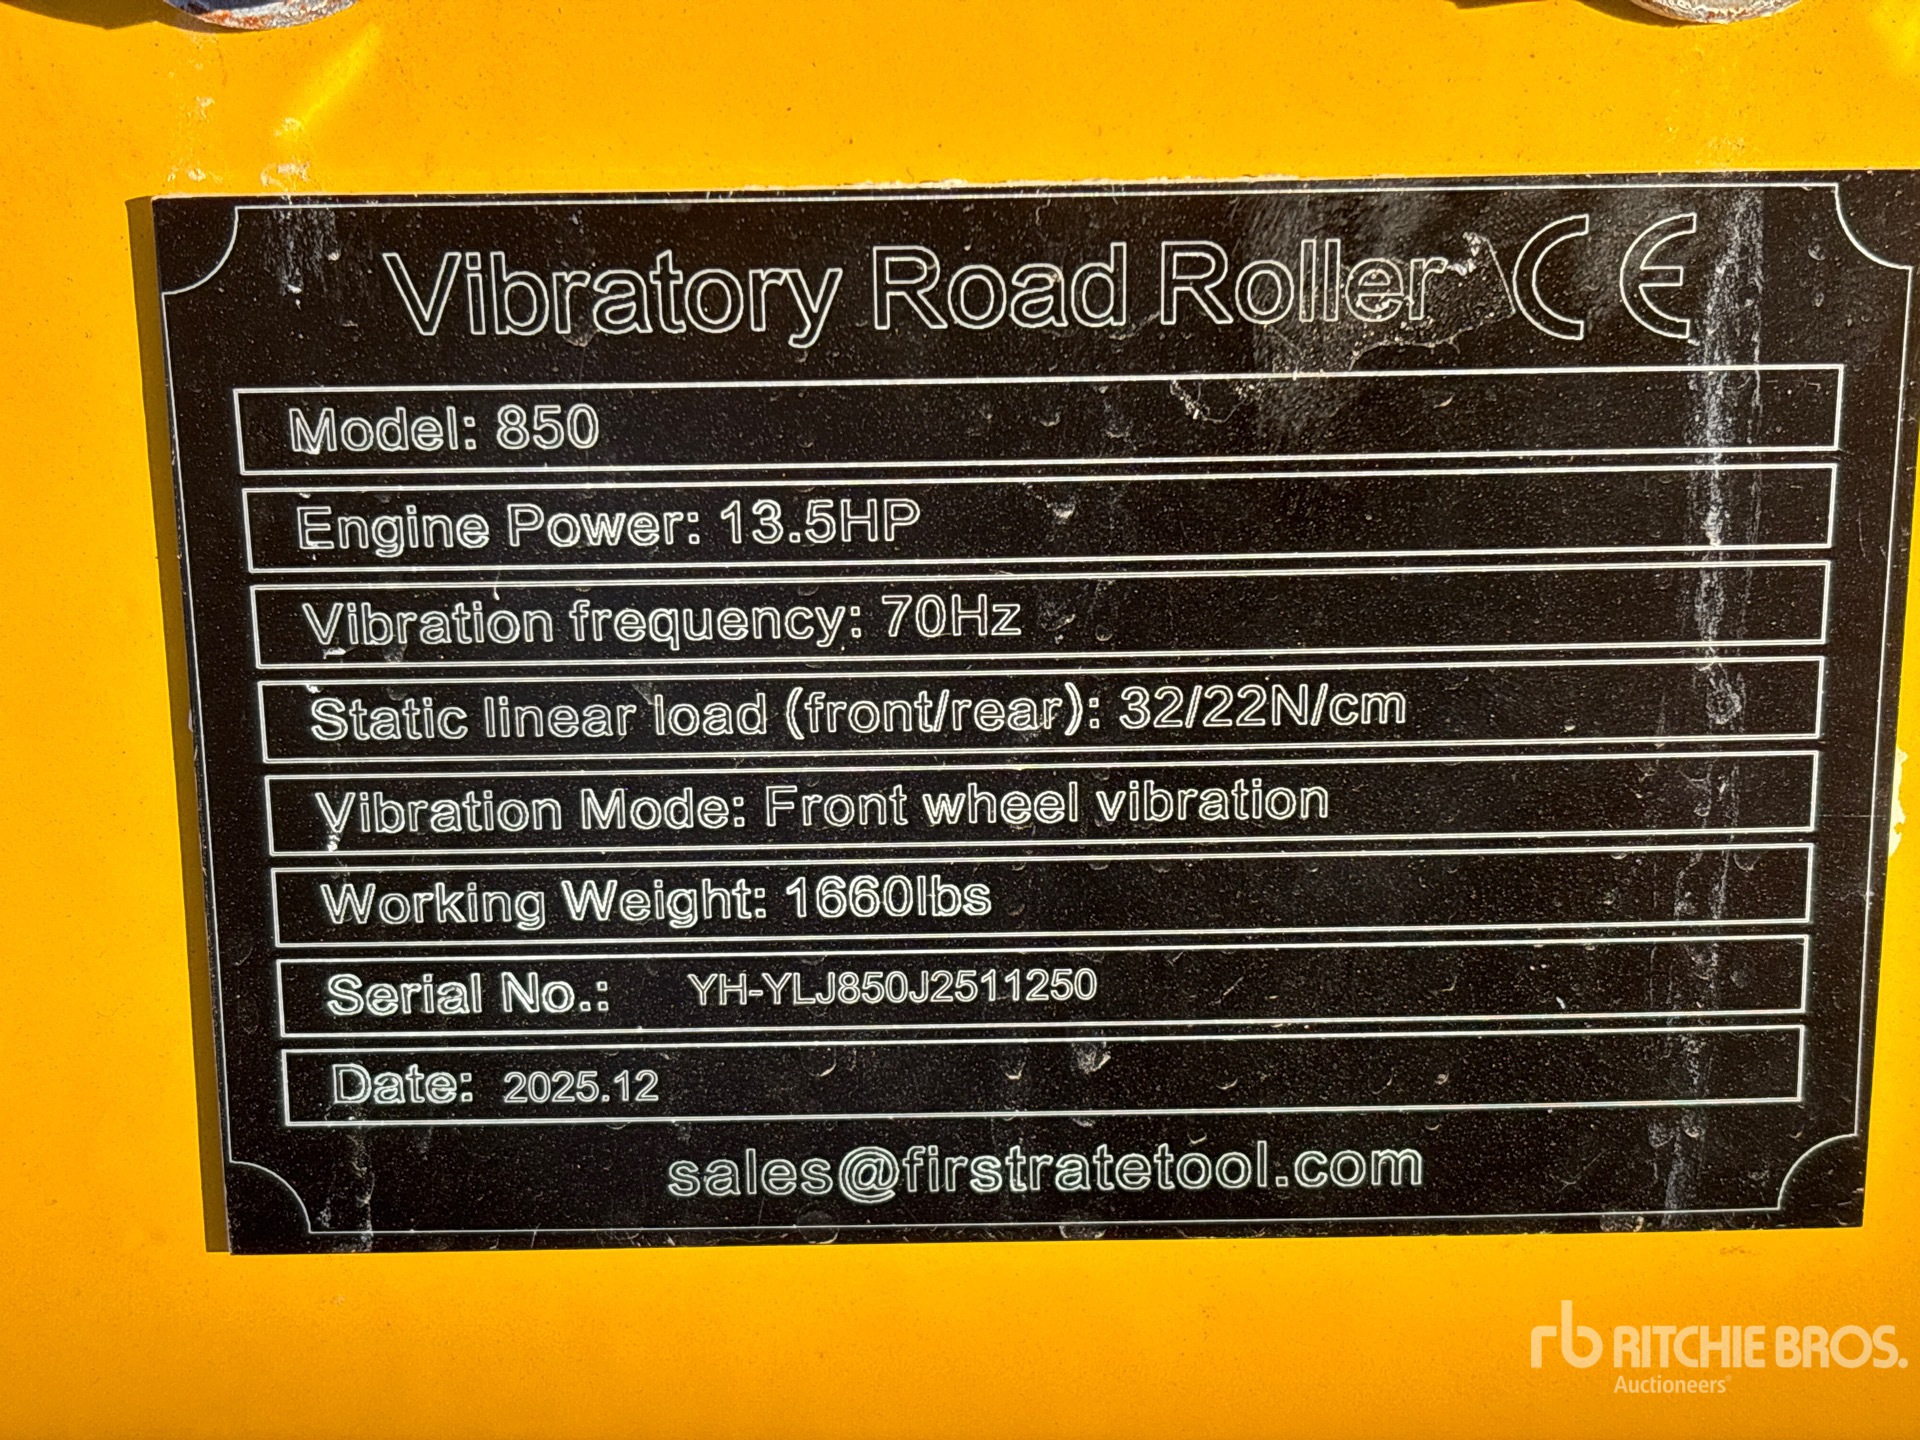 Vibratory Road Roller CE
Model: 850
Engine Power: 13.5HP
Vibration frequency: 70Hz
Static linear load (front/rear): 32/22N/cm
Vibration Mode: Front wheel vibration
Working Weight: 1660lbs
Serial No.: YH-YLJ850J2511250
Date: 2025.12
sales@firstratetool.com
rb RITCHIE BROS.
Auctioneers